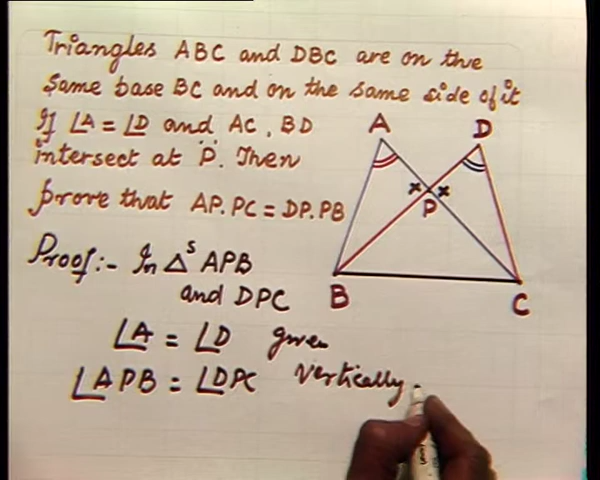 Triangles ABC and DBC are on the
same base BC and on the same side of it
If ∠A = ∠D and AC, BD
intersect at P. Then
prove that AP.PC = DP.PB
Proof:- In Δs APB
and DPC
∠A = ∠D given
∠APB = ∠DPC vertically
A
D
P
B
C